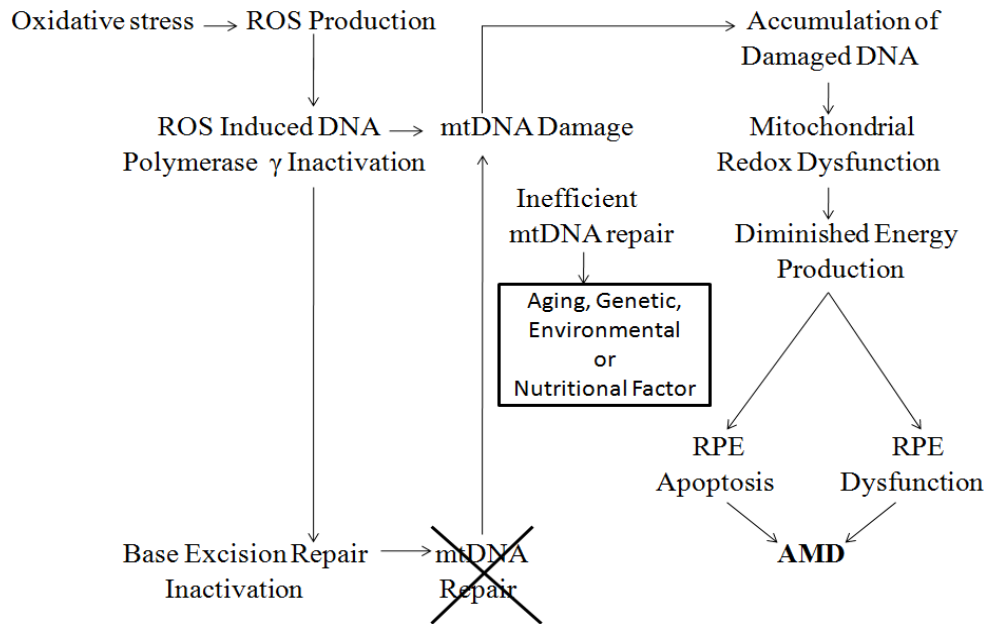 Oxidative stress
ROS Production
ROS Induced DNA
Polymerase γ Inactivation
mtDNA Damage
Inefficient
mtDNA repair
Aging, Genetic,
Environmental
or
Nutritional Factor
Base Excision Repair
Inactivation
mtDNA
Repair
Accumulation of
Damaged DNA
Mitochondrial
Redox Dysfunction
Diminished Energy
Production
RPE
Apoptosis
RPE
Dysfunction
AMD